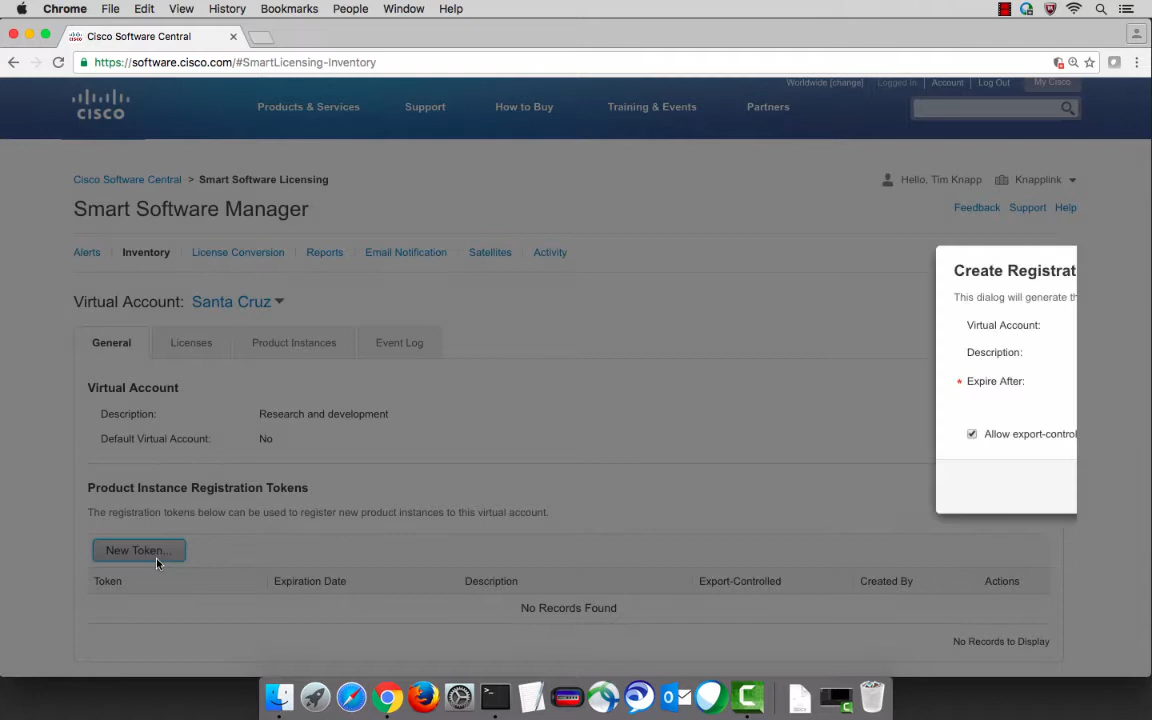 Chrome File Edit View History Bookmarks People Window Help
Cisco Software Central
https://software.cisco.com/#SmartLicensing-Inventory
Worldwide [change] Logged In Account Log Out My Cisco
CISCO
Products & Services Support How to Buy Training & Events Partners
Cisco Software Central > Smart Software Licensing
Hello, Tim Knapp Knapplink
Smart Software Manager
Feedback Support Help
Alerts Inventory License Conversion Reports Email Notification Satellites Activity
Virtual Account: Santa Cruz
General Licenses Product Instances Event Log
Virtual Account
Description: Research and development
Default Virtual Account: No
Product Instance Registration Tokens
The registration tokens below can be used to register new product instances to this virtual account.
New Token...
Token Expiration Date Description Export-Controlled Created By Actions
No Records Found
No Records to Display
Create Registrat
This dialog will generate th
Virtual Account:
Description:
* Expire After:
Allow export-control